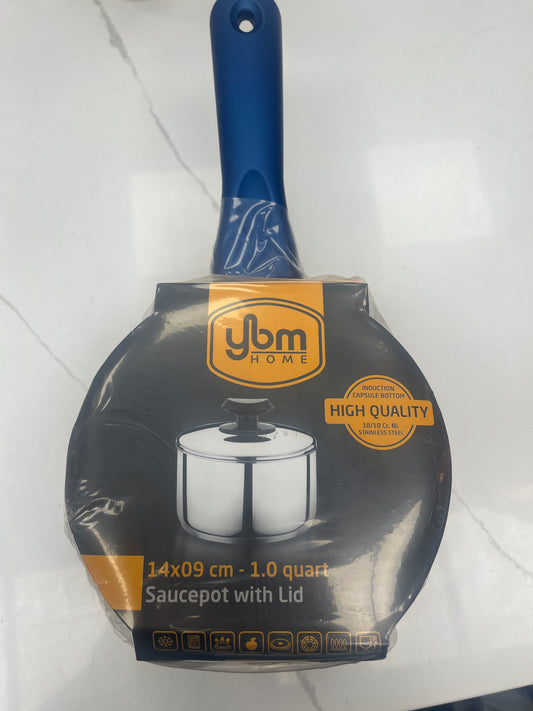 ybm
HOME
INDUCTION
CAPSULE BOTTOM
HIGH QUALITY
18/10 Cr. Ni.
STAINLESS STEEL
14x09 cm - 1.0 quart
Saucepot with Lid